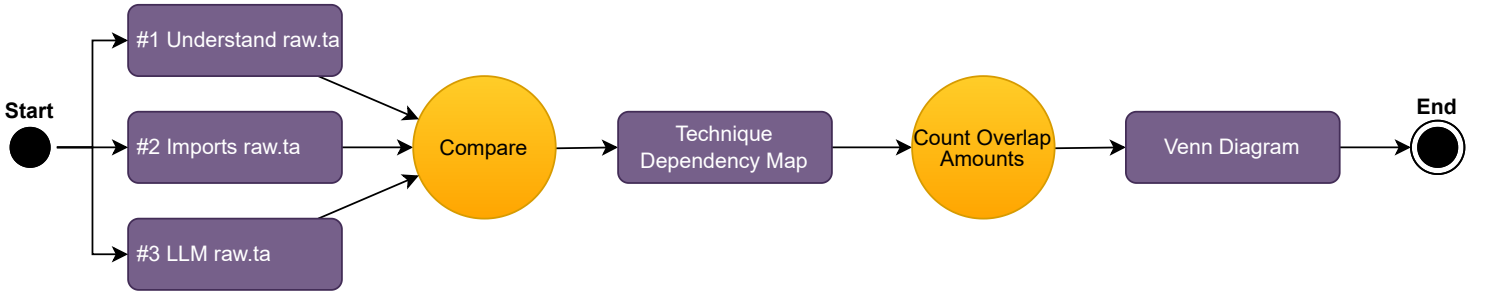 Start
#1 Understand raw.ta
#2 Imports raw.ta
#3 LLM raw.ta
Compare
Technique
Dependency Map
Count Overlap
Amounts
Venn Diagram
End